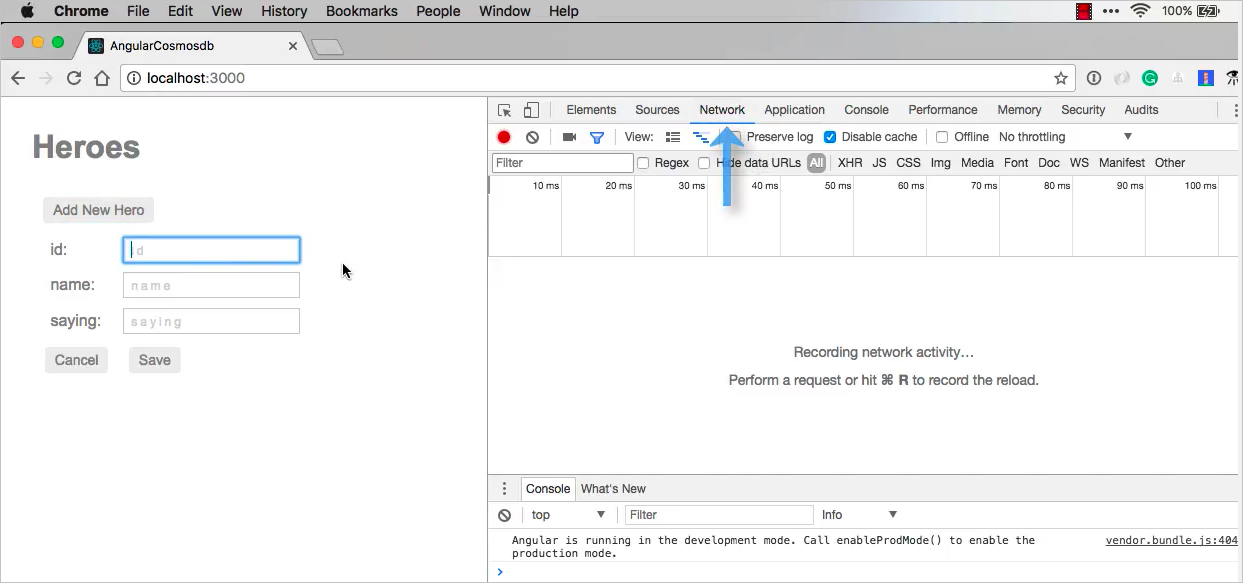 Chrome File Edit View History Bookmarks People Window Help 100%
AngularCosmosdb
localhost:3000
Elements Sources Network Application Console Performance Memory Security Audits
View: Preserve log Disable cache Offline No throttling
Filter Regex Hide data URLs All XHR JS CSS Img Media Font Doc WS Manifest Other
10 ms 20 ms 30 ms 40 ms 50 ms 60 ms 70 ms 80 ms 90 ms 100 ms
Heroes
Add New Hero
id: id
name: name
saying: saying
Cancel Save
Recording network activity…
Perform a request or hit ⌘ R to record the reload.
Console What's New
top Filter Info
Angular is running in the development mode. Call enableProdMode() to enable the vendor.bundle.js:404
production mode.